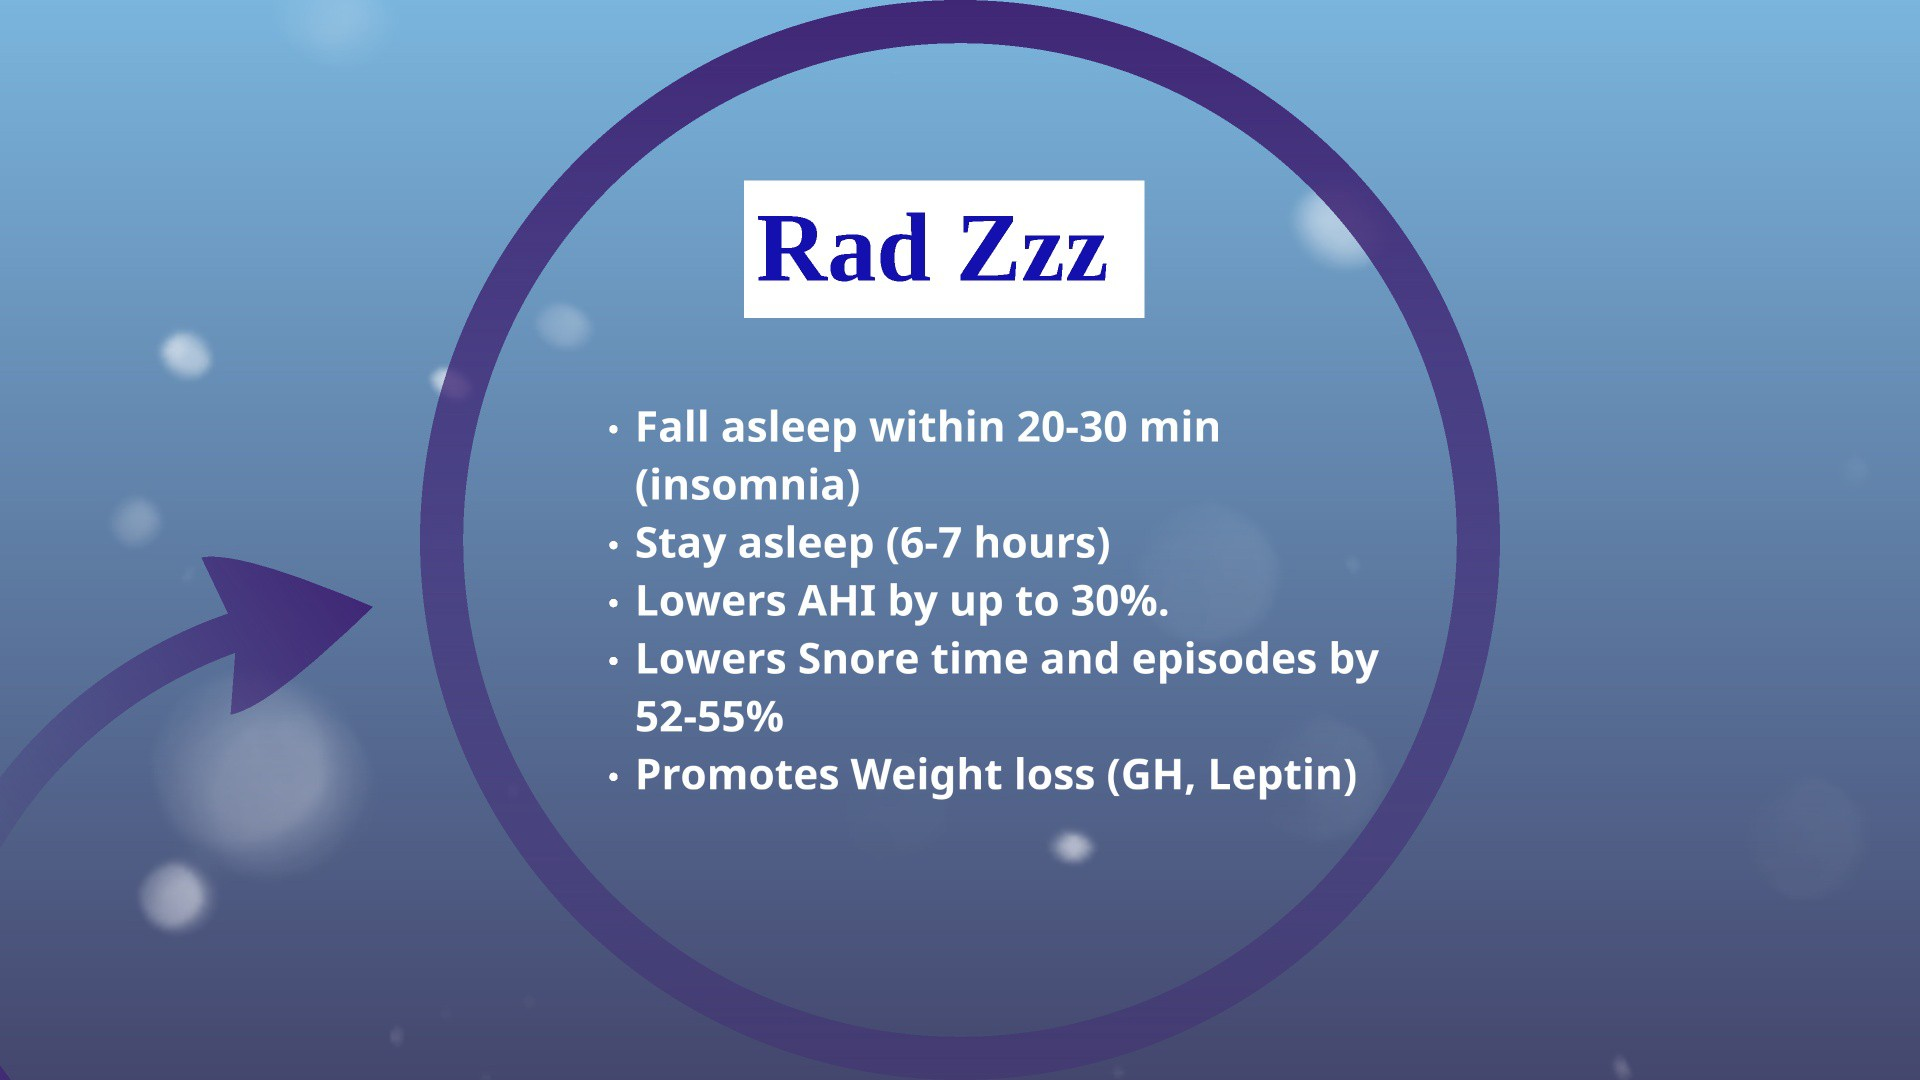 Rad Zzz
• Fall asleep within 20-30 min
(insomnia)
• Stay asleep (6-7 hours)
• Lowers AHI by up to 30%.
• Lowers Snore time and episodes by
52-55%
• Promotes Weight loss (GH, Leptin)